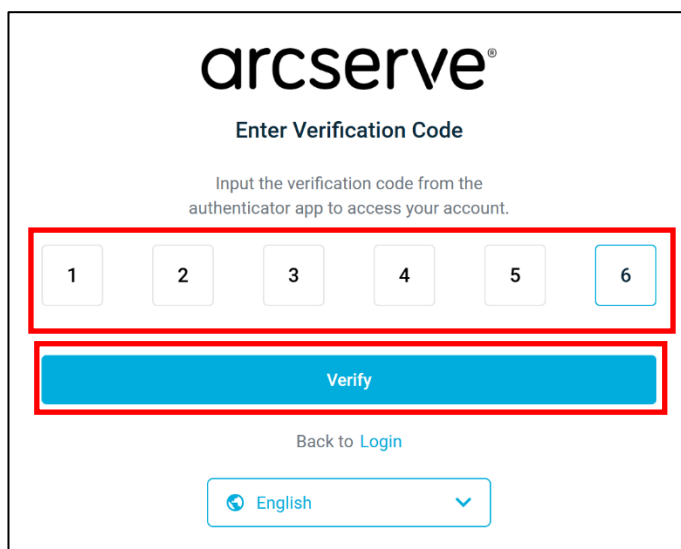 arcserve®
Enter Verification Code
Input the verification code from the
authenticator app to access your account.
1 2 3 4 5 6
Verify
Back to Login
English